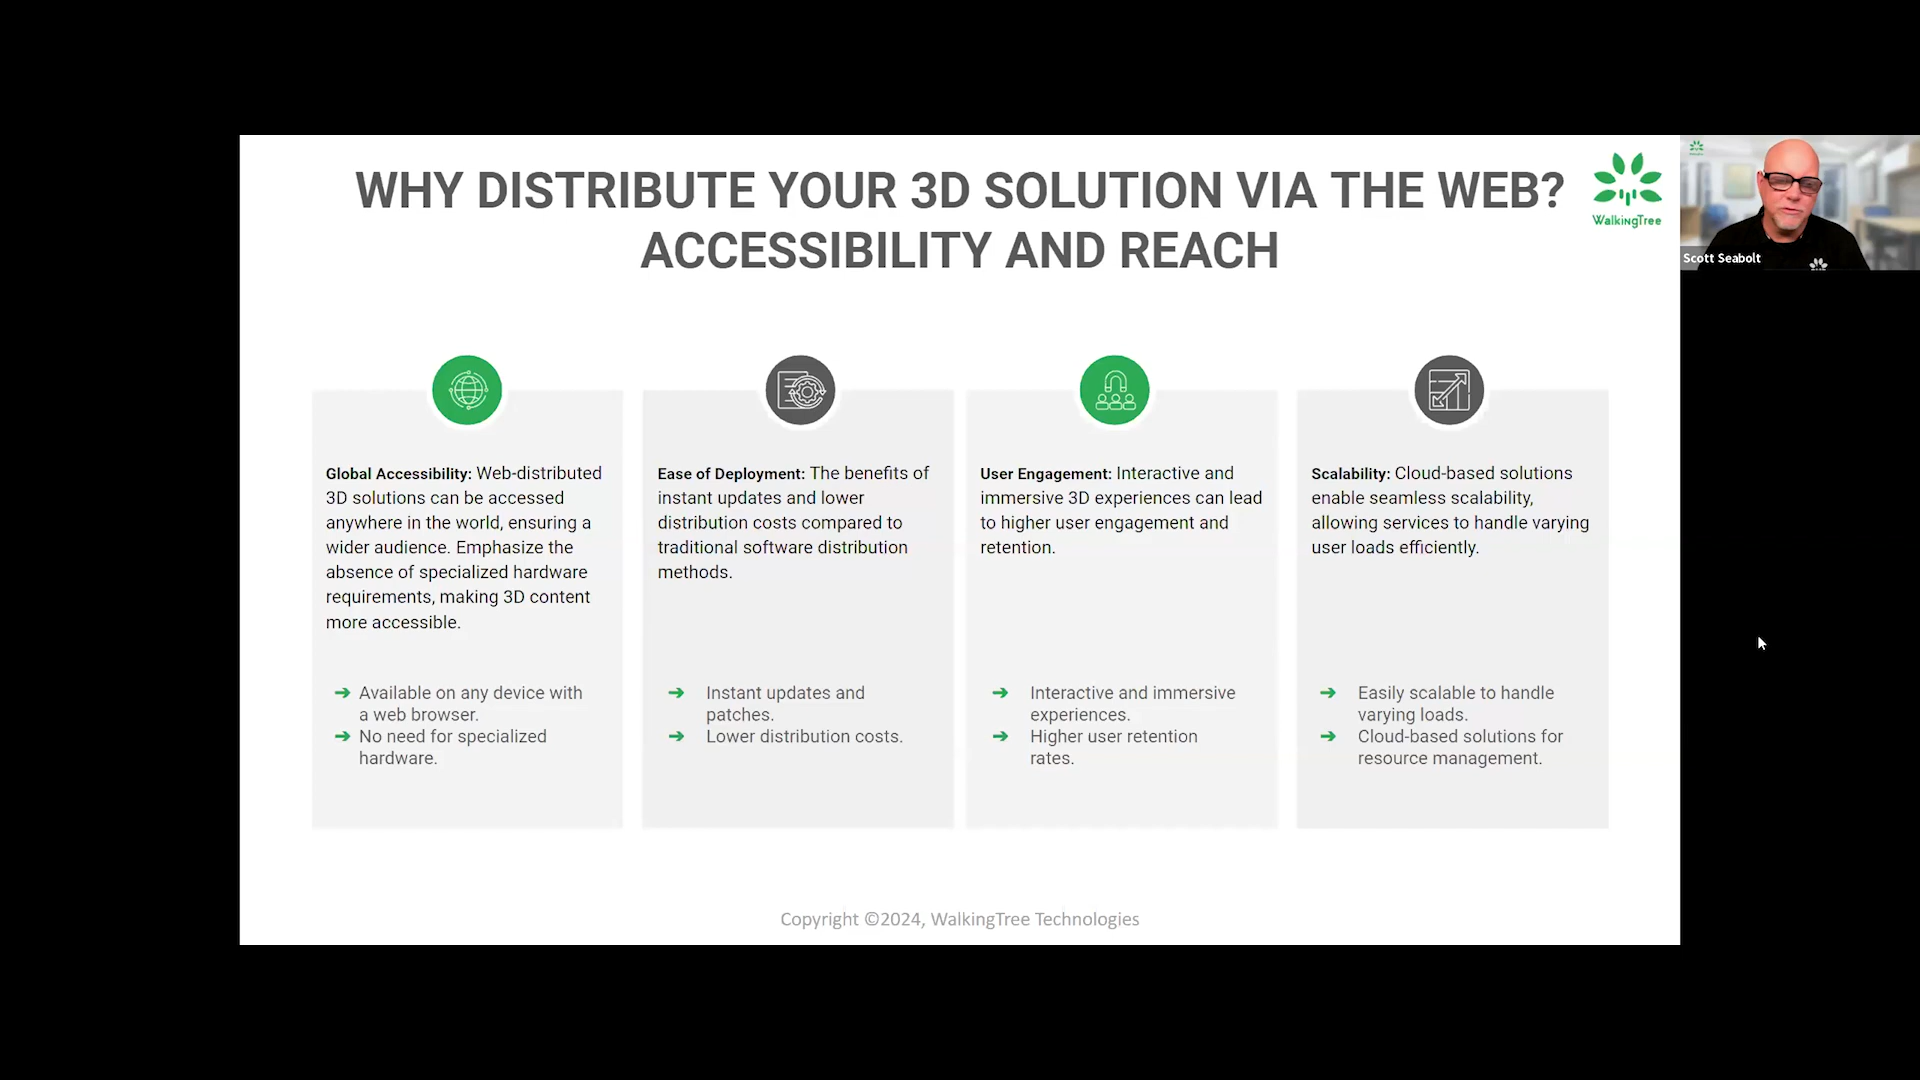 WHY DISTRIBUTE YOUR 3D SOLUTION VIA THE WEB?
ACCESSIBILITY AND REACH
WalkingTree
Scott Seabolt
Global Accessibility: Web-distributed
3D solutions can be accessed
anywhere in the world, ensuring a
wider audience. Emphasize the
absence of specialized hardware
requirements, making 3D content
more accessible.
➔ Available on any device with
a web browser.
➔ No need for specialized
hardware.
Ease of Deployment: The benefits of
instant updates and lower
distribution costs compared to
traditional software distribution
methods.
➔ Instant updates and
patches.
➔ Lower distribution costs.
User Engagement: Interactive and
immersive 3D experiences can lead
to higher user engagement and
retention.
➔ Interactive and immersive
experiences.
➔ Higher user retention
rates.
Scalability: Cloud-based solutions
enable seamless scalability,
allowing services to handle varying
user loads efficiently.
➔ Easily scalable to handle
varying loads.
➔ Cloud-based solutions for
resource management.
Copyright ©2024, WalkingTree Technologies